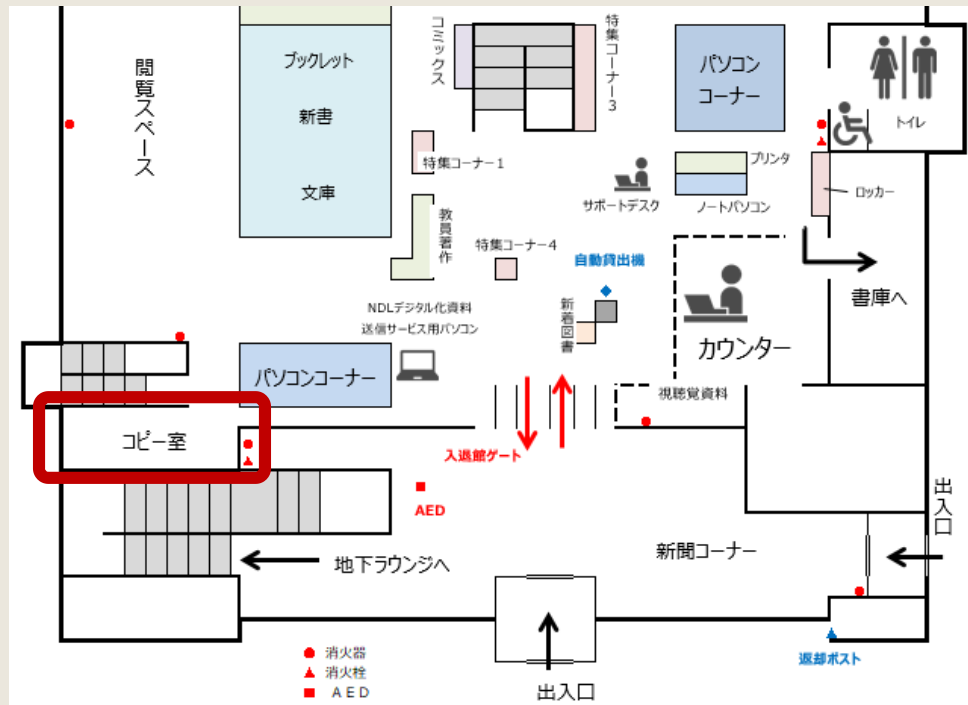 閲覧スペース
ブックレット
新書
文庫
コミックス
特集コーナー3
パソコン
コーナー
トイレ
特集コーナー1
プリンタ
サポートデスク
ノートパソコン
ロッカー
教員著作
特集コーナー4
自動貸出機
書庫へ
NDLデジタル化資料
送信サービス用パソコン
新着図書
カウンター
パソコンコーナー
視聴覚資料
コピー室
入退館ゲート
AED
出入口
新聞コーナー
地下ラウンジへ
返却ポスト
消火器
消火栓
AED
出入口